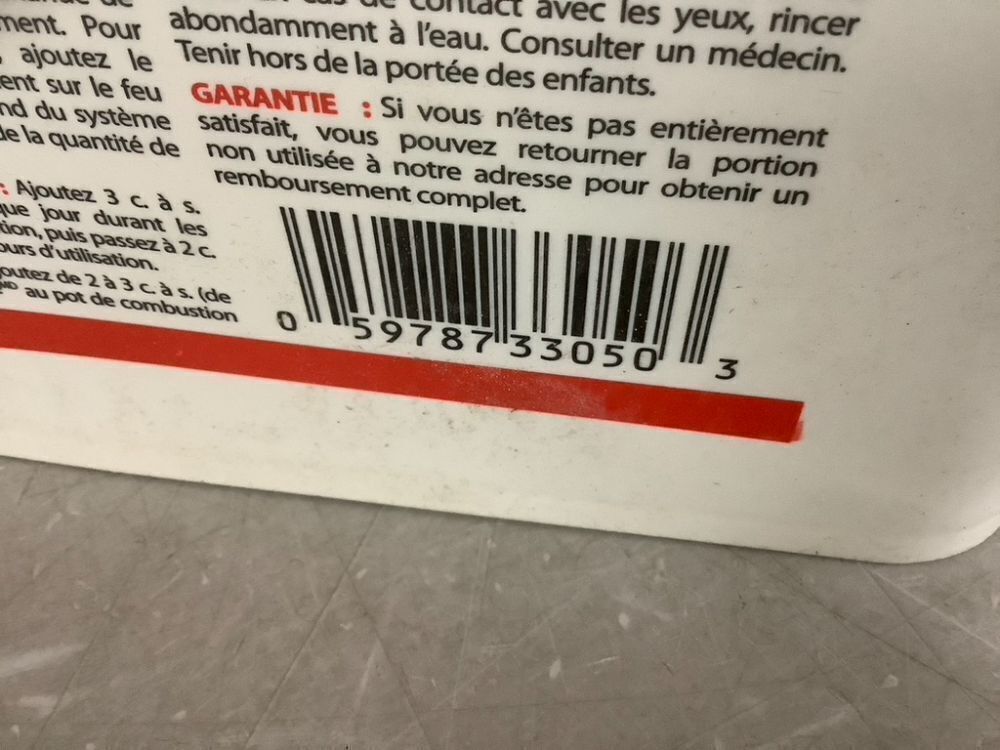 ment. Pour
ajoutez le
ent sur le feu
nd du système
de la quantité de
: Ajoutez 3 c. à s.
que jour durant les
tion, puis passez à 2 c.
ours d'utilisation.
outez de 2 à 3 c. à s. (de
MD au pot de combustion
cas de contact avec les yeux, rincer
abondamment à l'eau. Consulter un médecin.
Tenir hors de la portée des enfants.
GARANTIE : Si vous n'êtes pas entièrement
satisfait, vous pouvez retourner la portion
non utilisée à notre adresse pour obtenir un
remboursement complet.
0 59787 33050 3